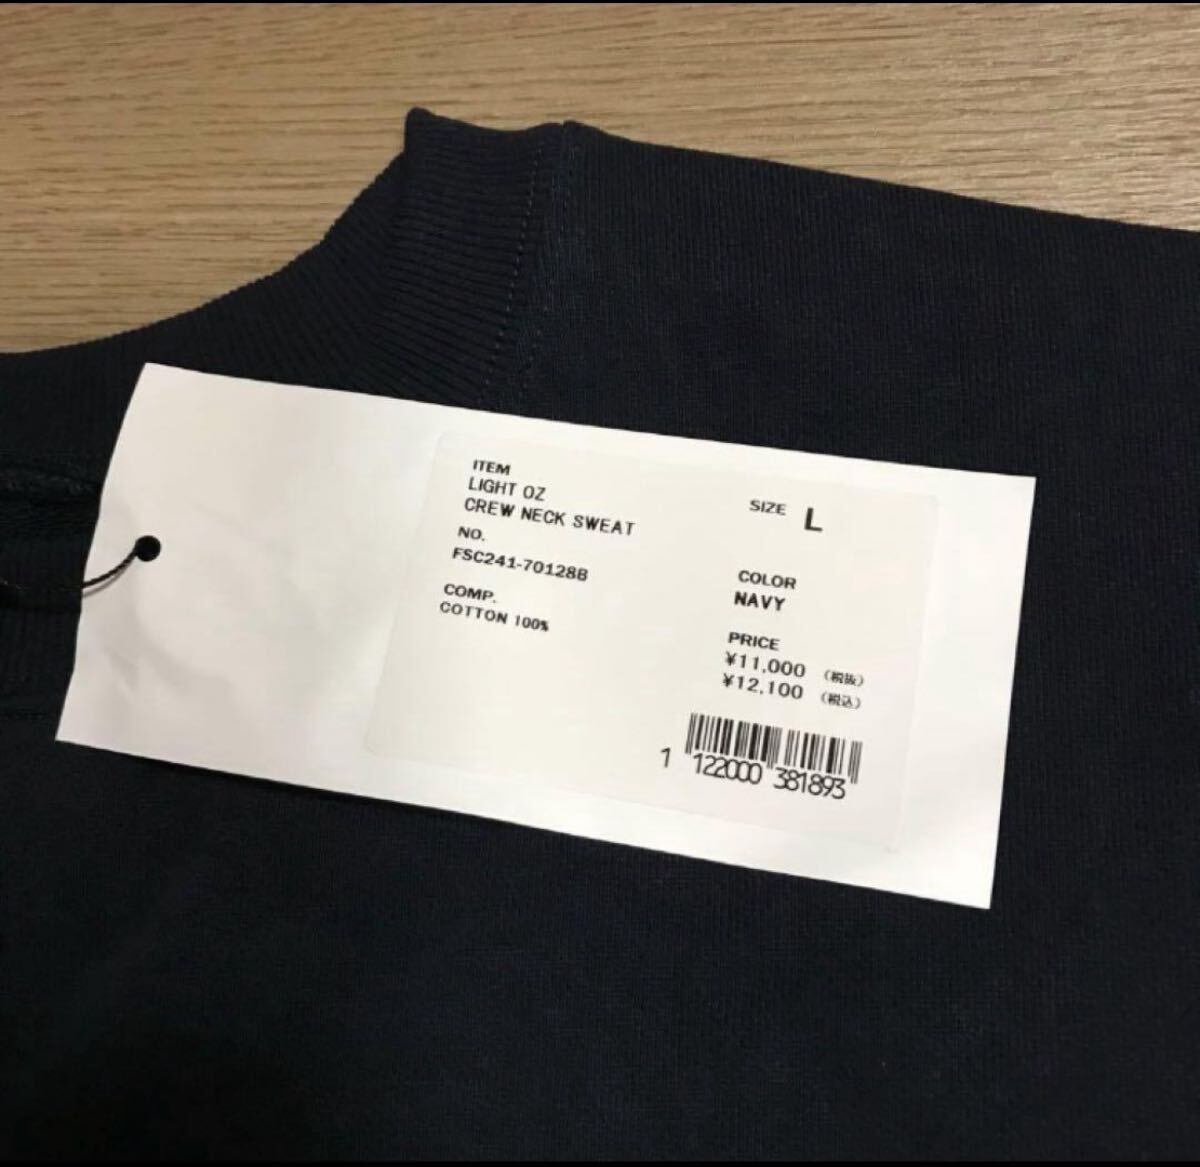 ITEM
LIGHT OZ
CREW NECK SWEAT
NO.
FSC241-70128B
COMP.
COTTON 100%
SIZE L
COLOR
NAVY
PRICE
¥11,000 (税抜)
¥12,100 (税込)
1 122000 381893